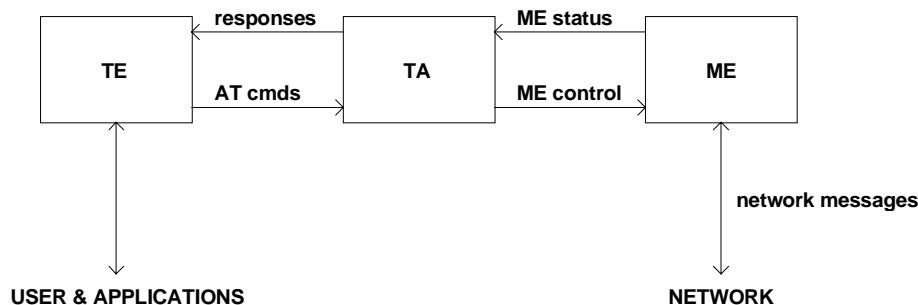 responses
ME status
TE
TA
ME
AT cmds
ME control
network messages
USER & APPLICATIONS
NETWORK